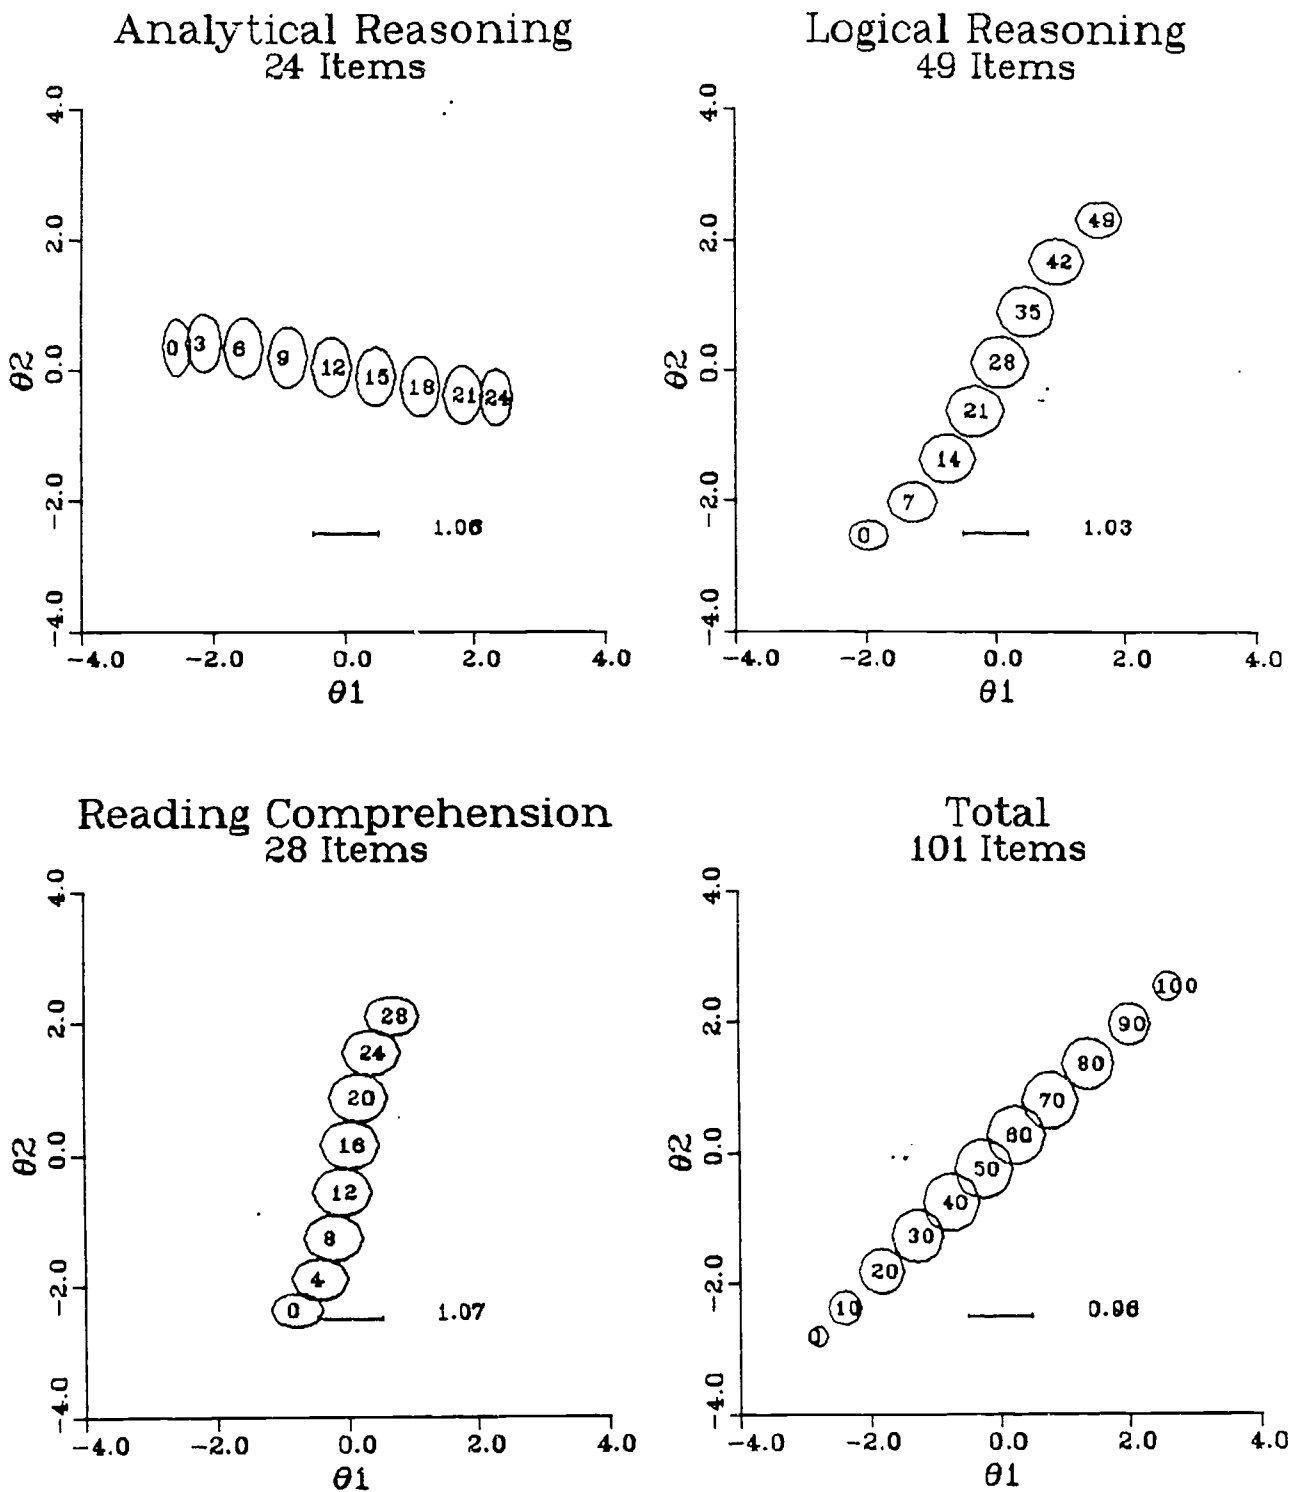 Analytical Reasoning
24 Items
4.0
2.0
0.0
-2.0
-4.0
θ2
0 3 6 9 12 15 18 21 24
1.06
-4.0 -2.0 0.0 2.0 4.0
θ1
Logical Reasoning
49 Items
4.0
2.0
0.0
-2.0
-4.0
θ2
49
42
35
28
21
14
7
0
1.03
-4.0 -2.0 0.0 2.0 4.0
θ1
Reading Comprehension
28 Items
4.0
2.0
0.0
-2.0
-4.0
θ2
28
24
20
16
12
8
4
0
1.07
-4.0 -2.0 0.0 2.0 4.0
θ1
Total
101 Items
4.0
2.0
0.0
-2.0
-4.0
θ2
100
90
80
70
60
50
40
30
20
10
0
0.96
-4.0 -2.0 0.0 2.0 4.0
θ1